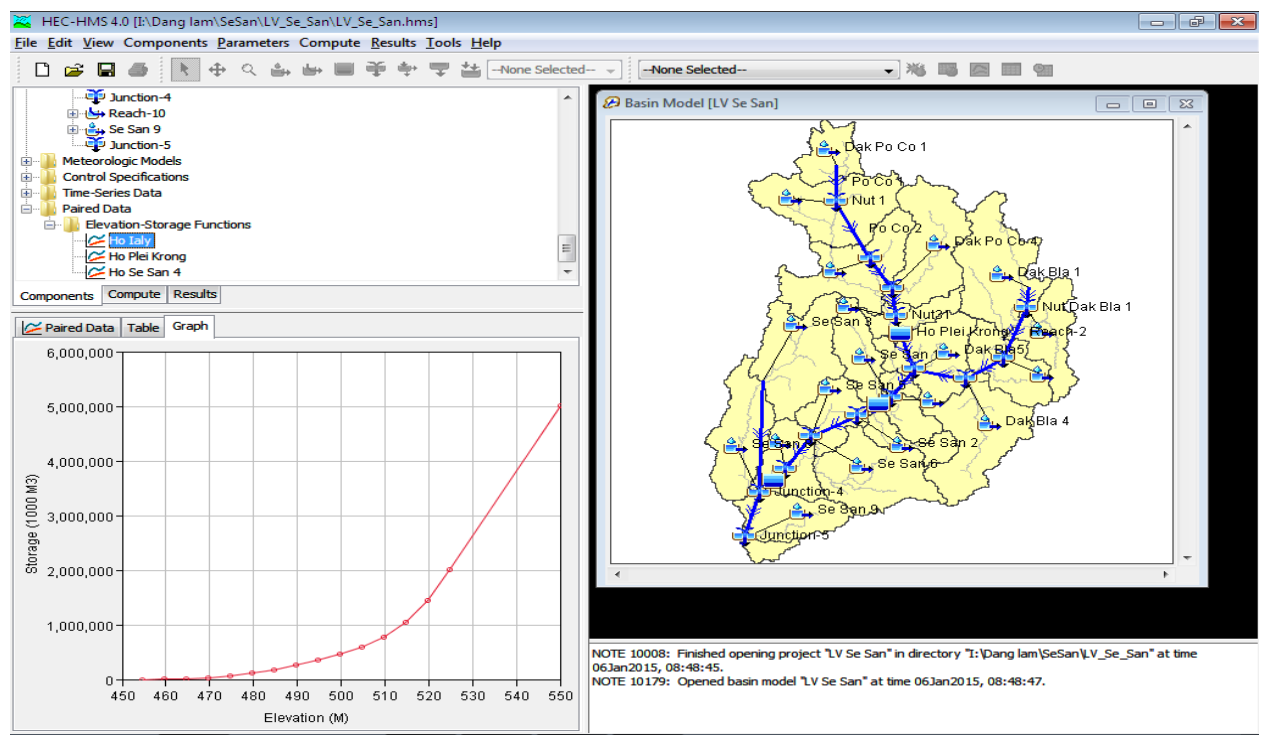 HEC-HMS 4.0 [I:\Dang lam\SeSan\LV_Se_San\LV_Se_San.hms]
File Edit View Components Parameters Compute Results Tools Help
--None Selected-- --None Selected--
Junction-4
Reach-10
Se San 9
Junction-5
Meteorologic Models
Control Specifications
Time-Series Data
Paired Data
Elevation-Storage Functions
Ho Ialy
Ho Plei Krong
Ho Se San 4
Components Compute Results
Paired Data Table Graph
6,000,000
5,000,000
4,000,000
3,000,000
2,000,000
1,000,000
0
Storage (1000 M3)
450 460 470 480 490 500 510 520 530 540 550
Elevation (M)
Basin Model [LV Se San]
Dak Po Co 1
Po Co 1
Nut 1
Po Co 2
Dak Po Co 4
Dak Bla 1
Nut Dak Bla 1
Nut31
Se San 3
Ho Plei Krong
Reach-2
Se San 1
Dak Bla5
Se San
Dak Bla 4
Se San
Se San 2
Se San 6
Junction-4
Se San 9
Junction-5
NOTE 10008: Finished opening project "LV Se San" in directory "I:\Dang lam\SeSan\LV_Se_San" at time
06Jan2015, 08:48:45.
NOTE 10179: Opened basin model "LV Se San" at time 06Jan2015, 08:48:47.